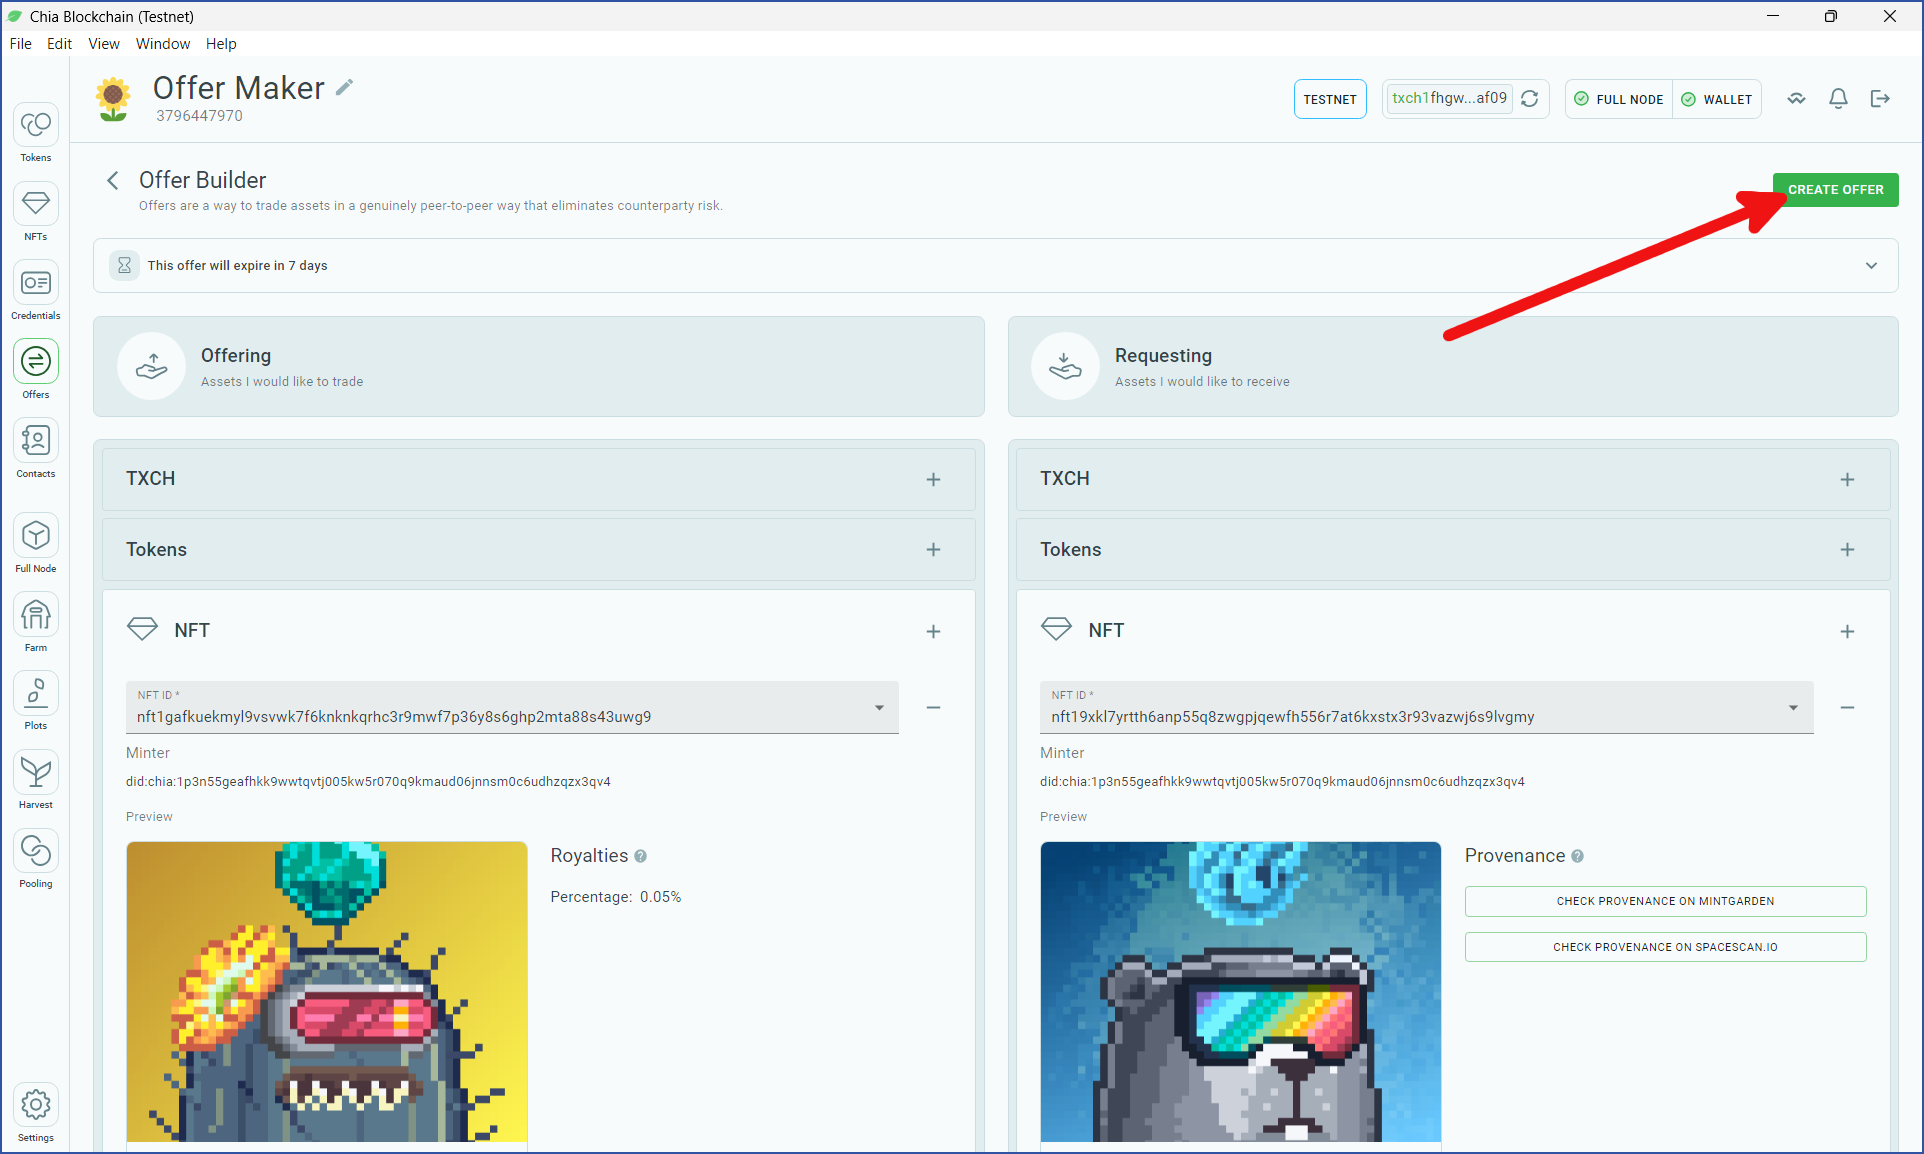 Chia Blockchain (Testnet)
File Edit View Window Help
Offer Maker
3796447970
TESTNET
txch1fhgw...af09
FULL NODE
WALLET
Tokens
NFTs
Credentials
Offers
Contacts
Full Node
Farm
Plots
Harvest
Pooling
Settings
Offer Builder
Offers are a way to trade assets in a genuinely peer-to-peer way that eliminates counterparty risk.
CREATE OFFER
This offer will expire in 7 days
Offering
Assets I would like to trade
TXCH
Tokens
NFT
NFT ID *
nft1gafkuekmyl9vsvwk7f6knknkqrhc3r9mwf7p36y8s6ghp2mta88s43uwg9
Minter
did:chia:1p3n55geafhkk9wwtqvtj005kw5r070q9kmaud06jnnsm0c6udhzqzx3qv4
Preview
Royalties
Percentage: 0.05%
Requesting
Assets I would like to receive
TXCH
Tokens
NFT
NFT ID *
nft19xkl7yrtth6anp55q8zwgpjqewfh556r7at6kxstx3r93vazwj6s9lvgmy
Minter
did:chia:1p3n55geafhkk9wwtqvtj005kw5r070q9kmaud06jnnsm0c6udhzqzx3qv4
Preview
Provenance
CHECK PROVENANCE ON MINTGARDEN
CHECK PROVENANCE ON SPACESCAN.IO